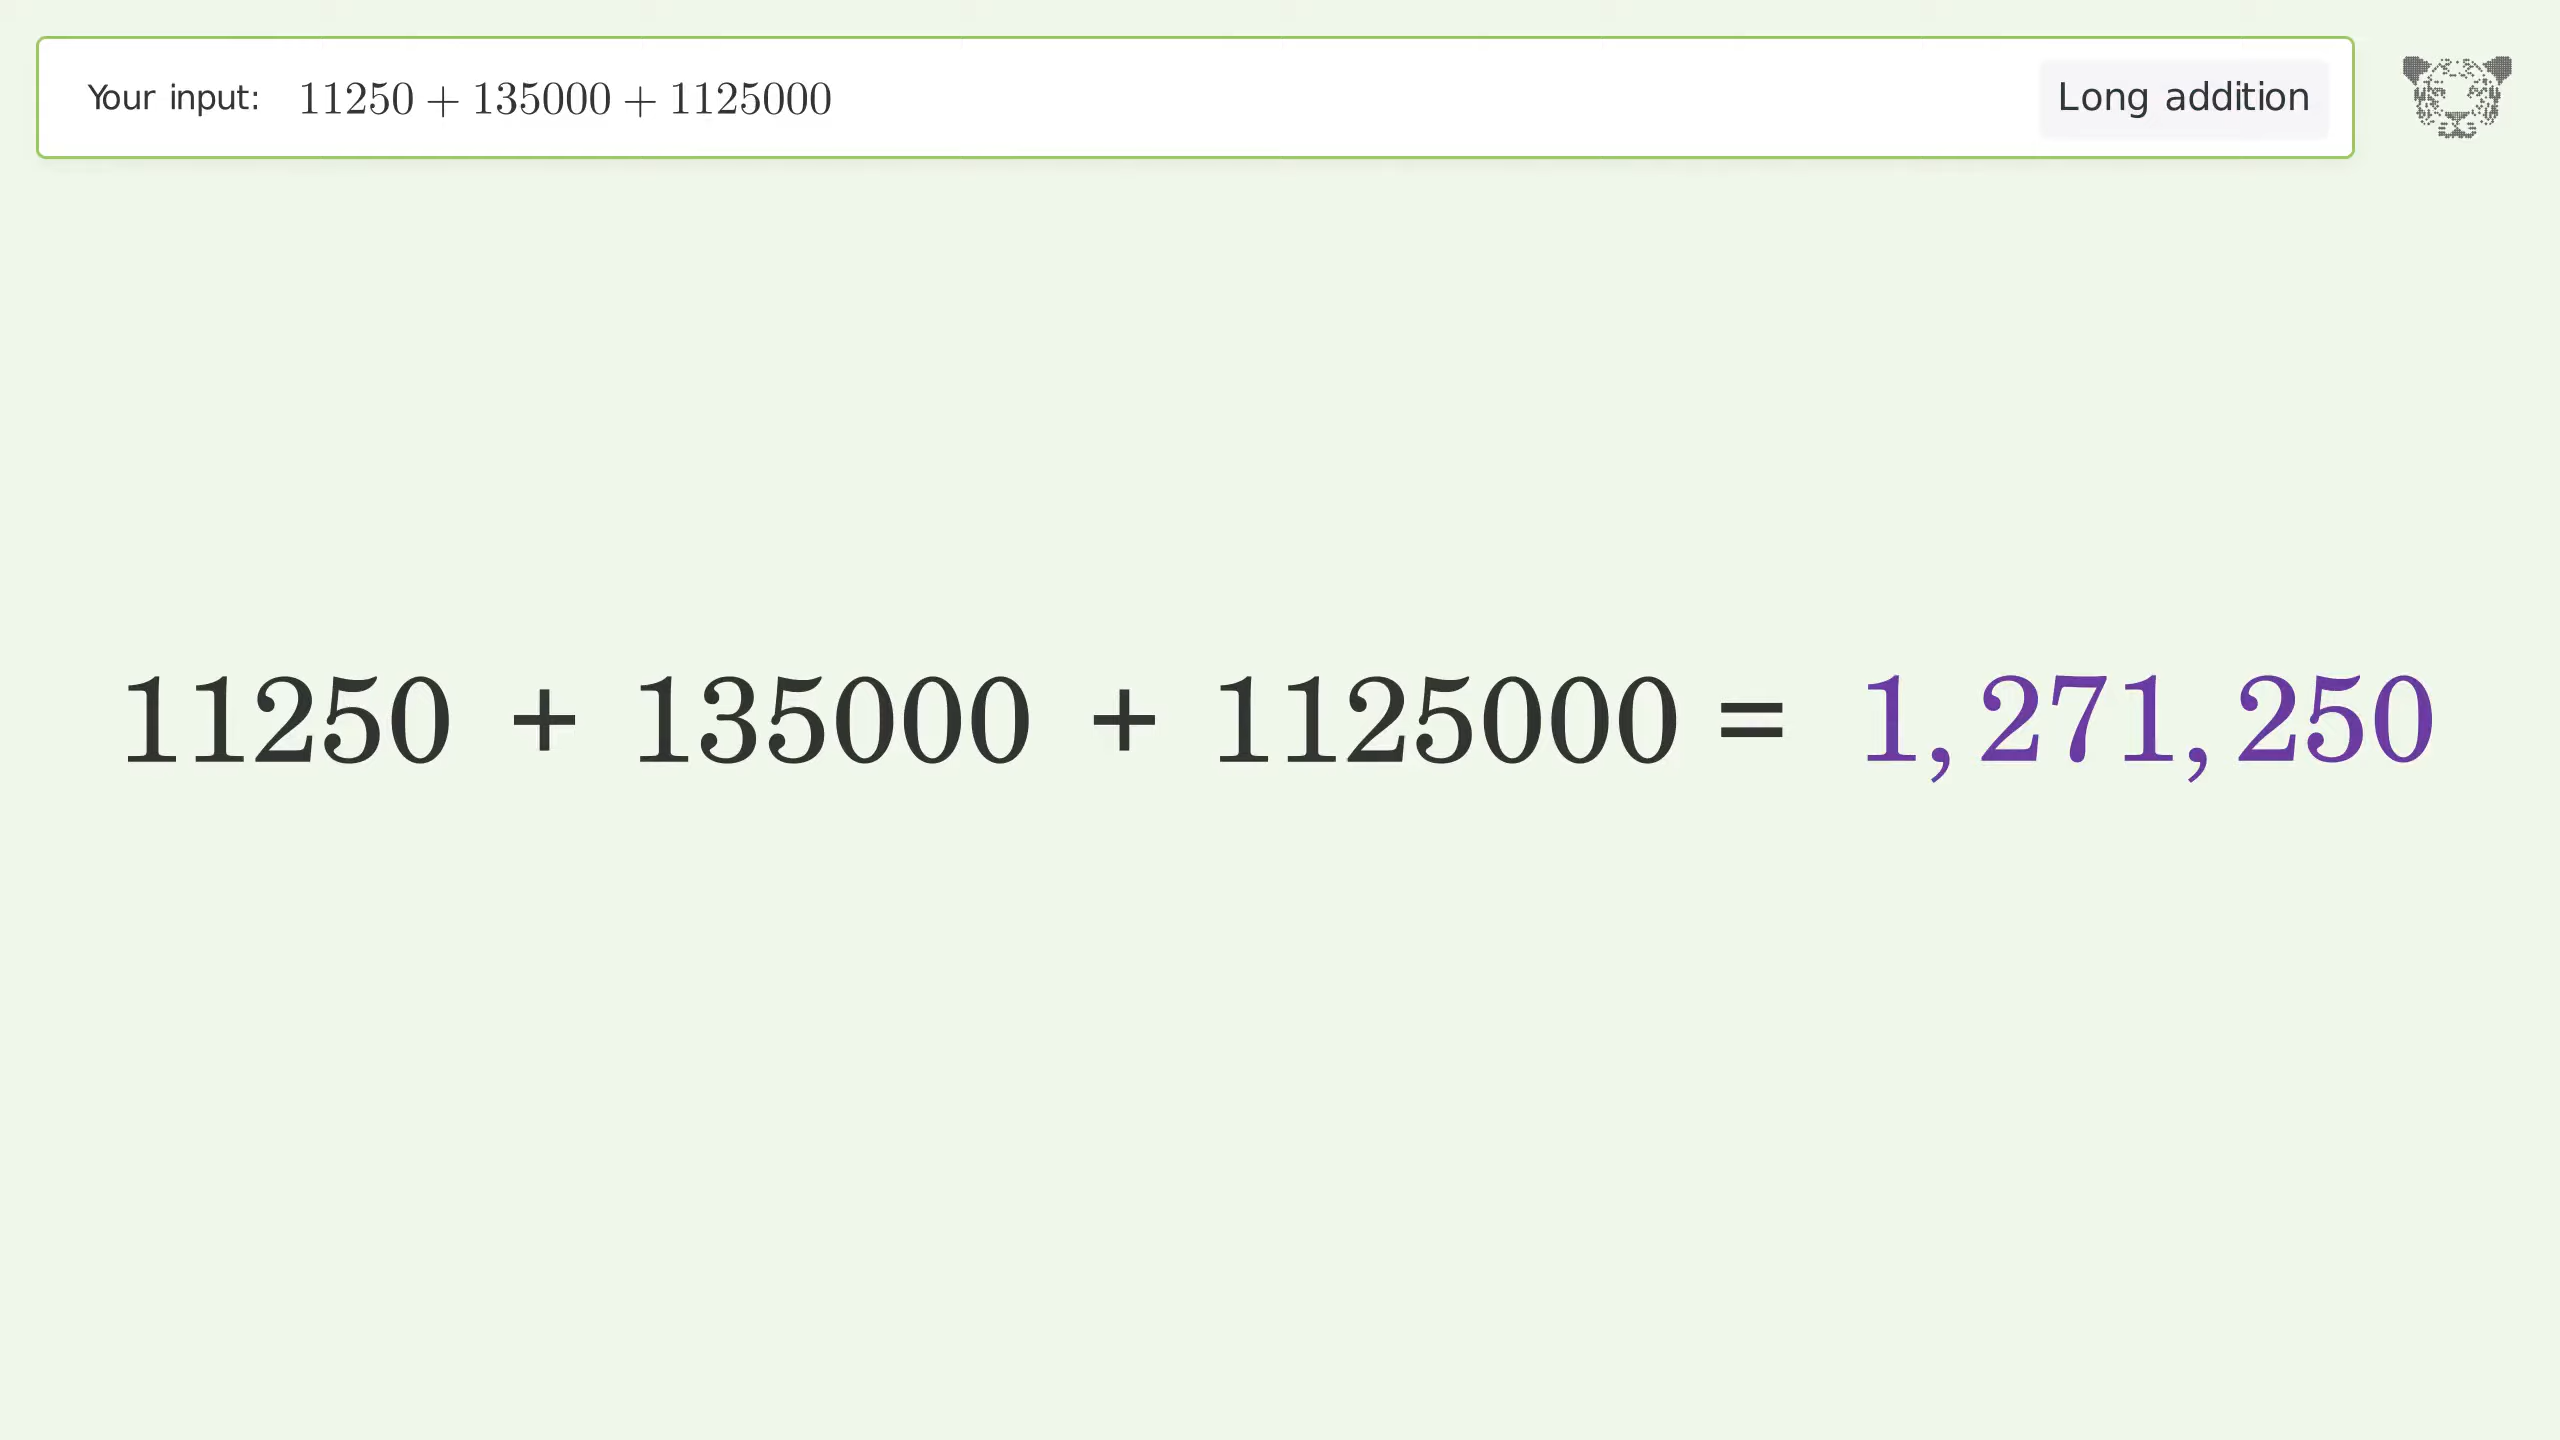 Your input: 11250 + 135000 + 1125000 Long addition
11250 + 135000 + 1125000 = 1,271,250